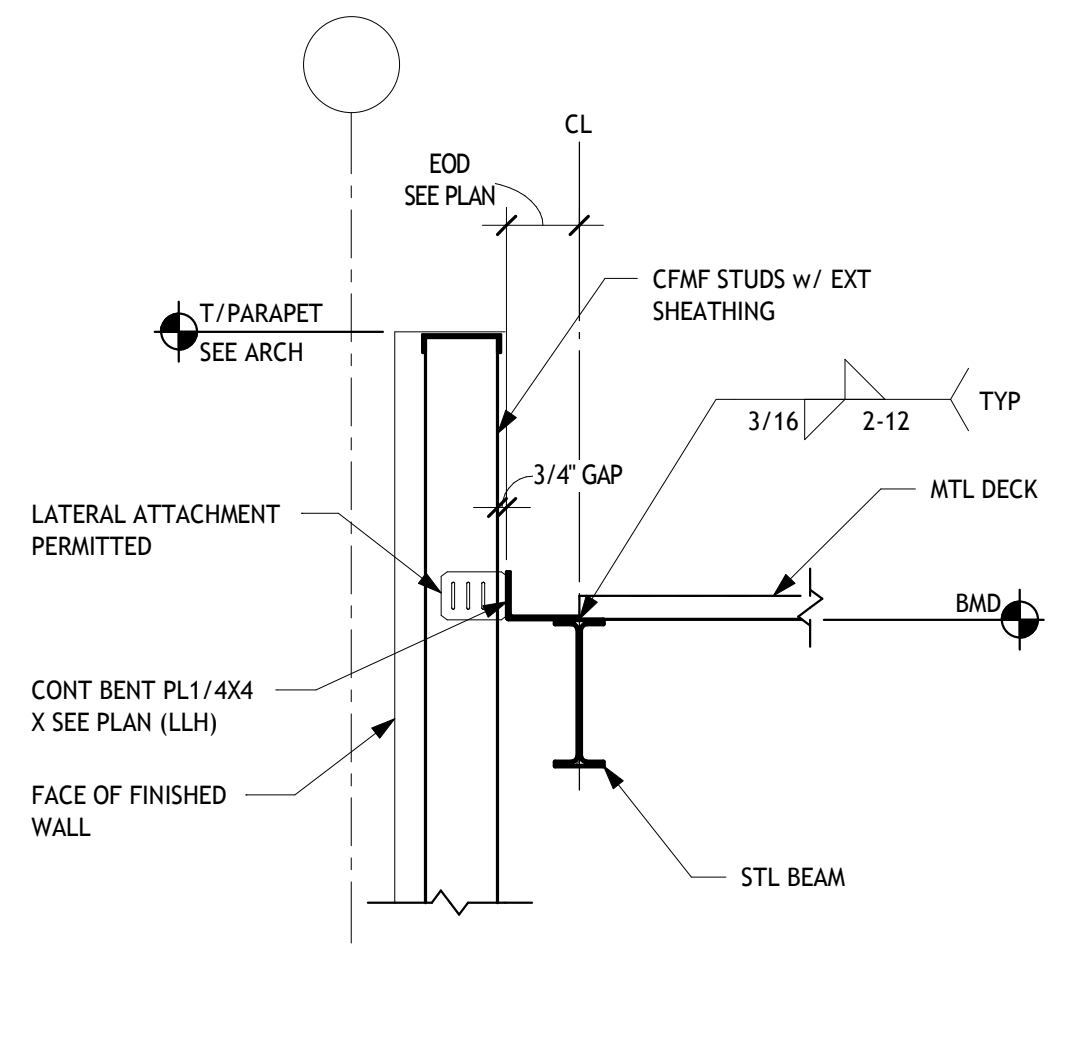 CL
EOD
SEE PLAN
CFMF STUDS w/ EXT
SHEATHING
T/PARAPET
SEE ARCH
3/16
2-12
TYP
3/4" GAP
MTL DECK
LATERAL ATTACHMENT
PERMITTED
BMD
CONT BENT PL1/4X4
X SEE PLAN (LLH)
FACE OF FINISHED
WALL
STL BEAM